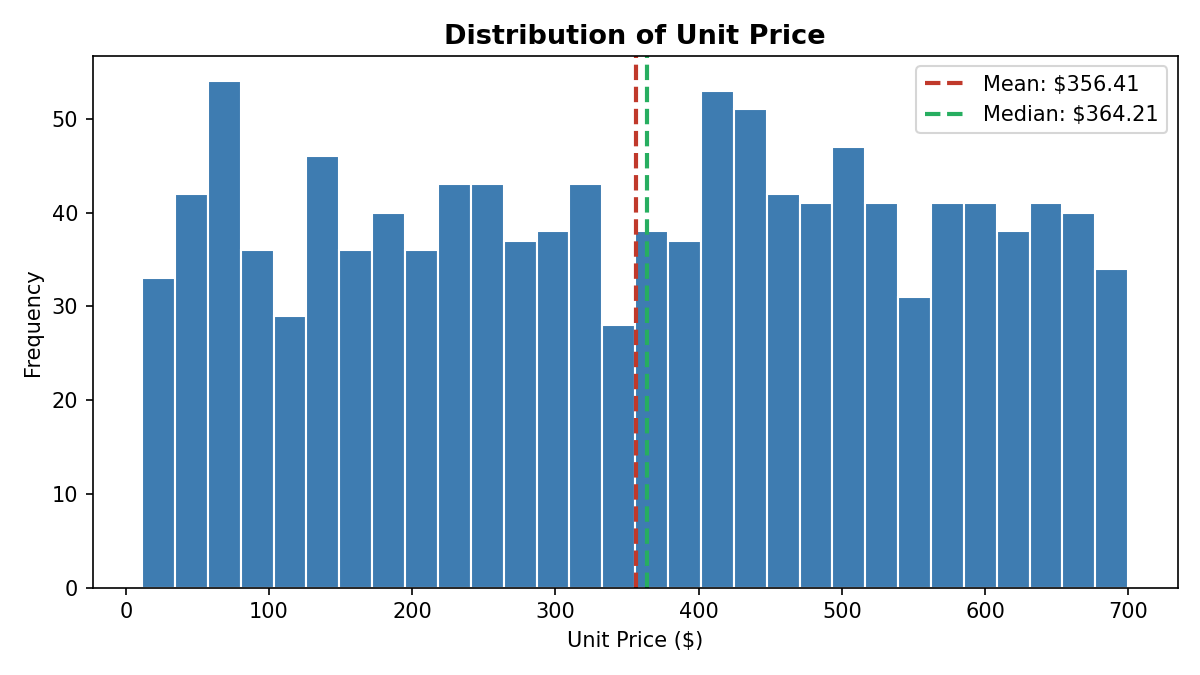 Distribution of Unit Price
Mean: $356.41
Median: $364.21
50
40
30
20
10
0
Frequency
0 100 200 300 400 500 600 700
Unit Price ($)